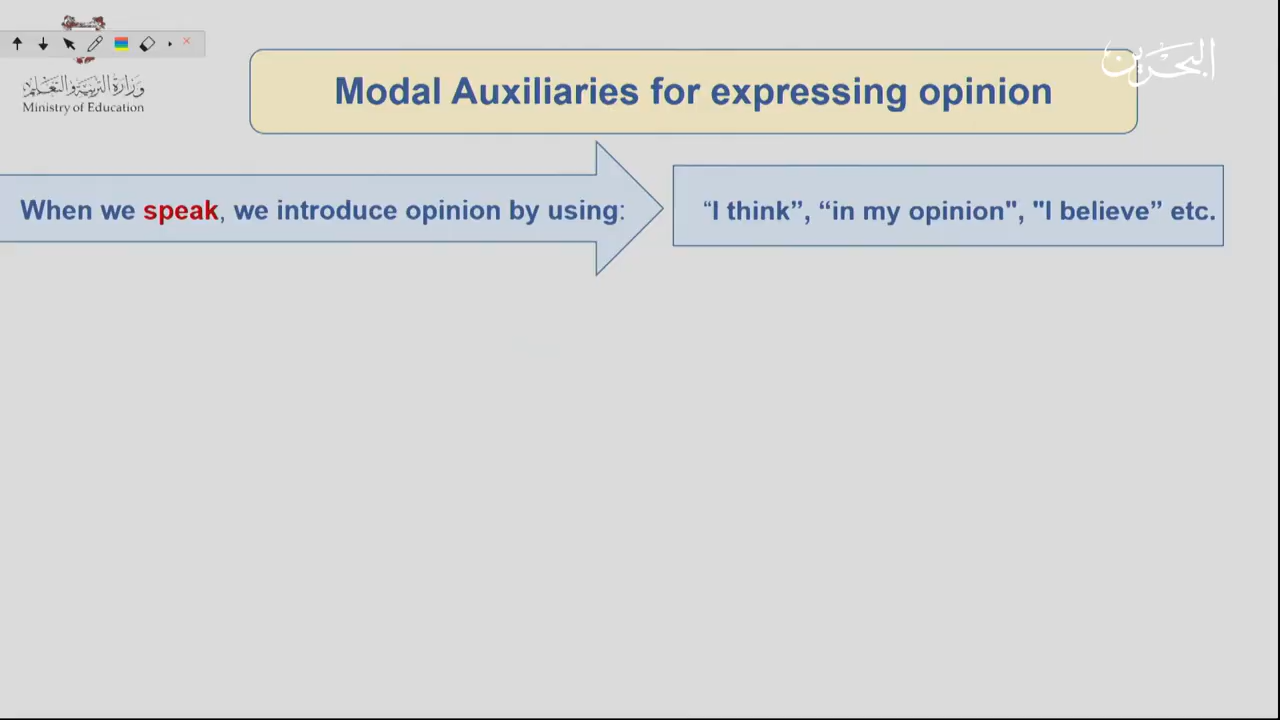 البحرين
وزارة التربية والتعليم
Ministry of Education
Modal Auxiliaries for expressing opinion
When we speak, we introduce opinion by using:
“I think”, “in my opinion", "I believe” etc.